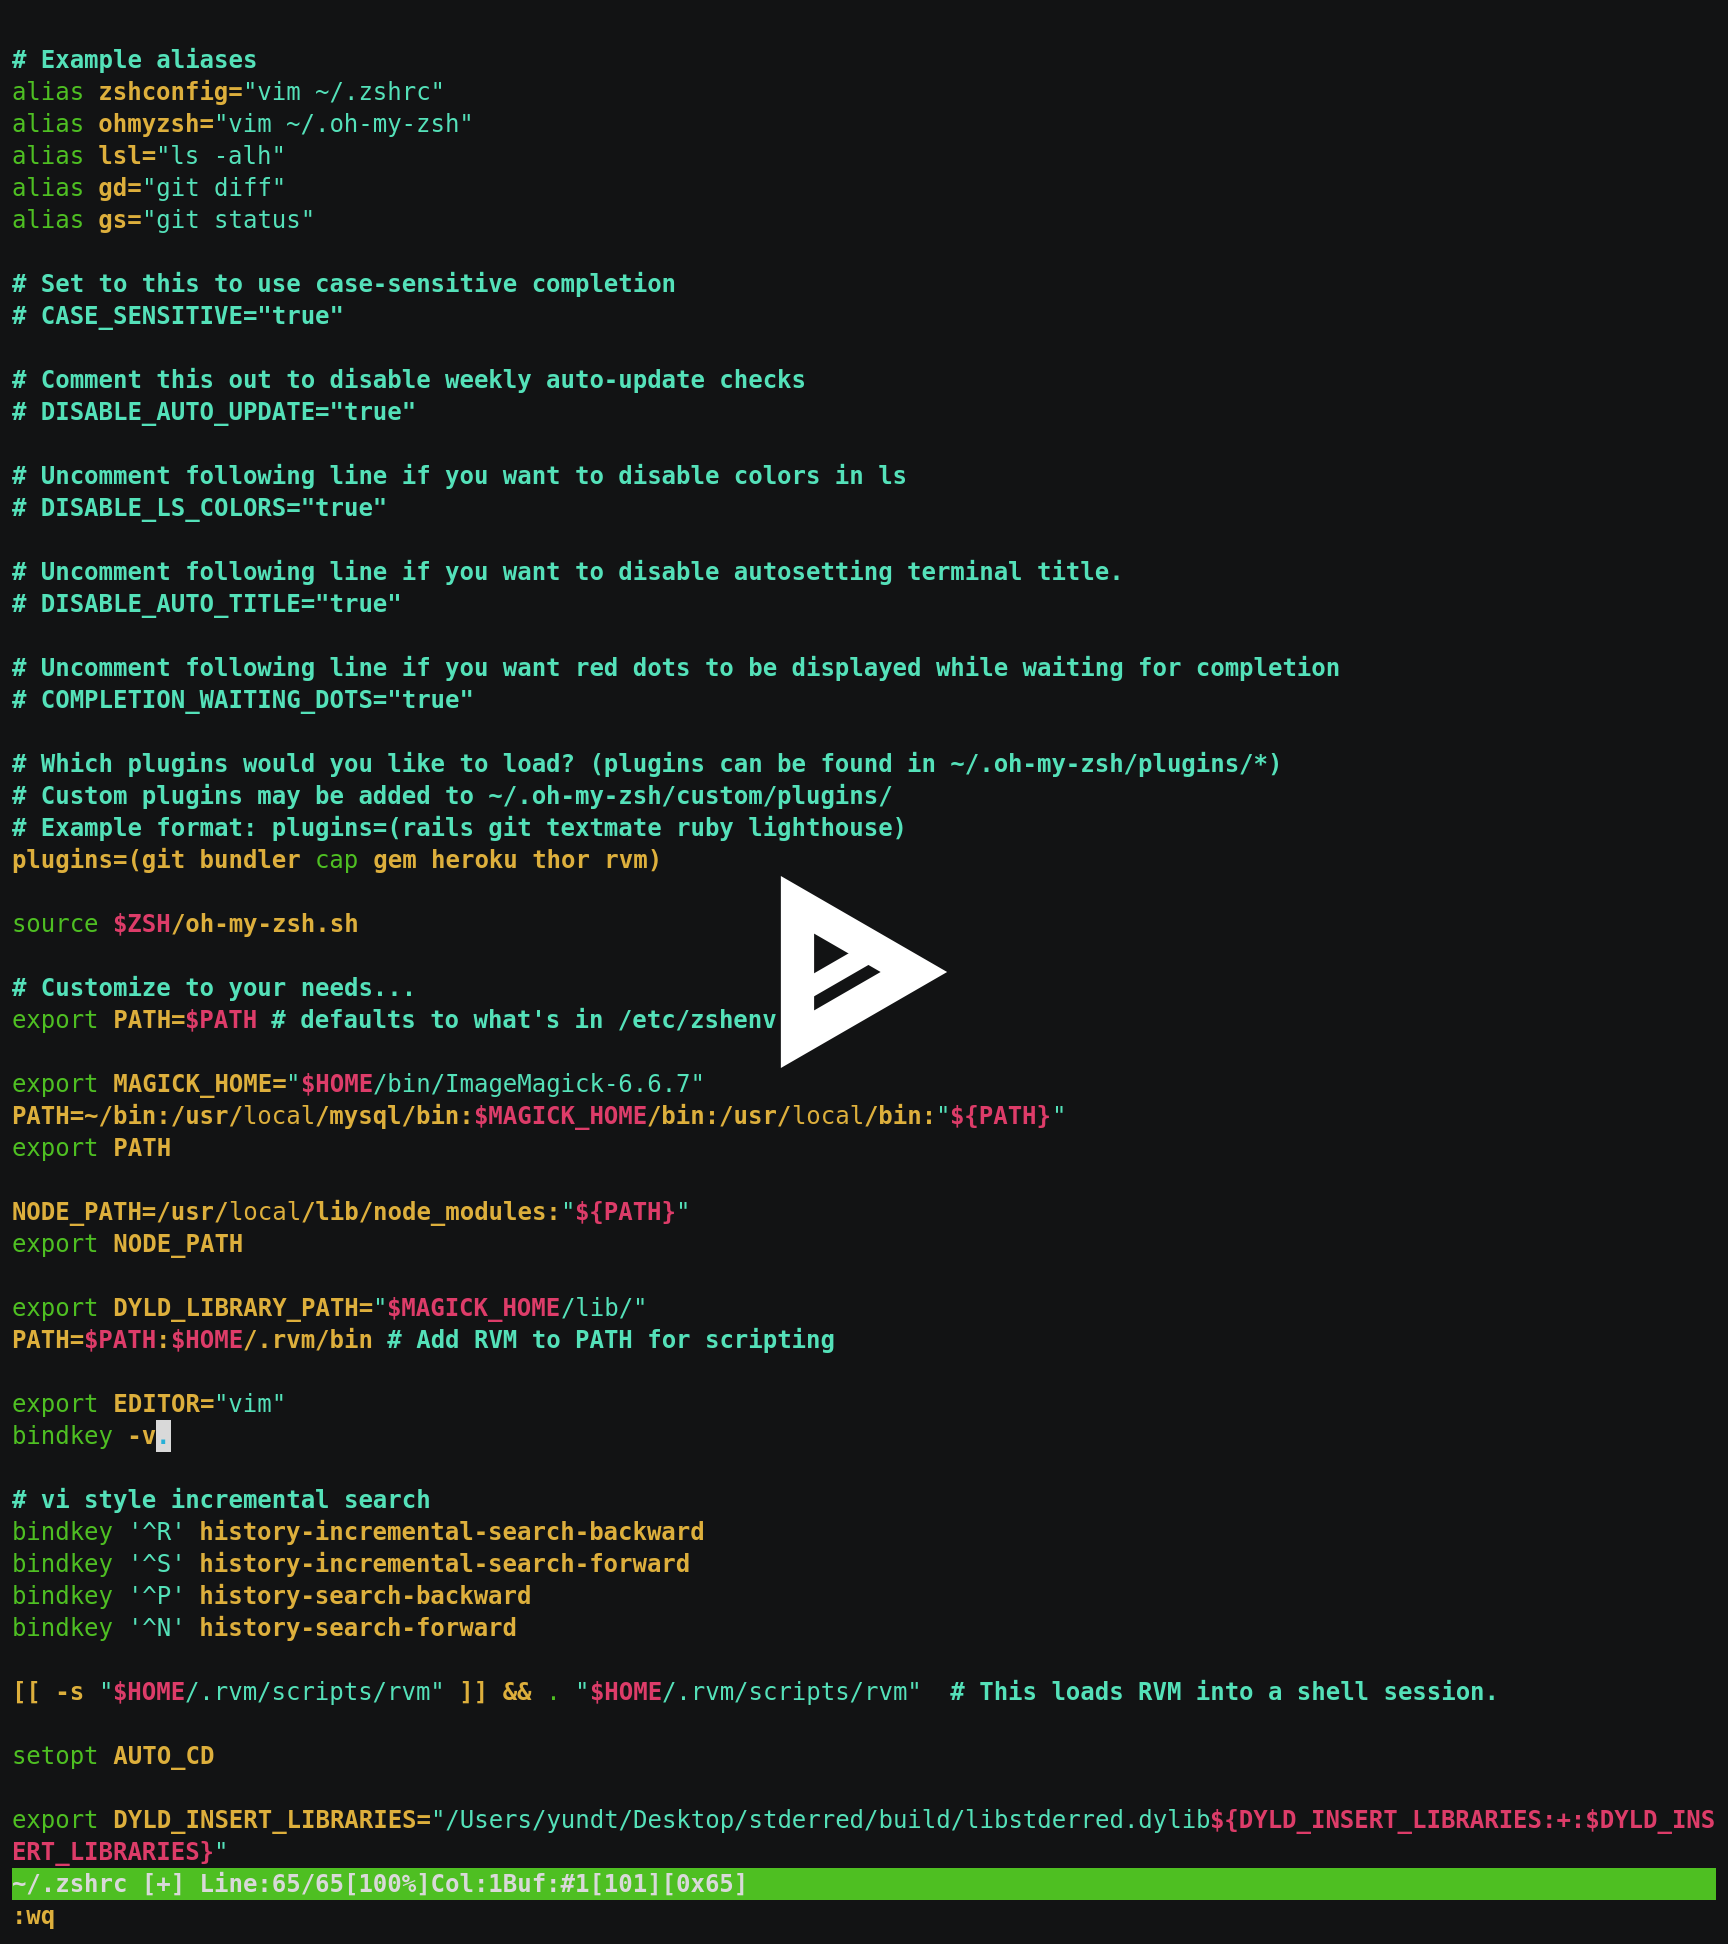 # Example aliases
alias zshconfig="vim ~/.zshrc"
alias ohmyzsh="vim ~/.oh-my-zsh"
alias lsl="ls -alh"
alias gd="git diff"
alias gs="git status"
# Set to this to use case-sensitive completion
# CASE_SENSITIVE="true"
# Comment this out to disable weekly auto-update checks
# DISABLE_AUTO_UPDATE="true"
# Uncomment following line if you want to disable colors in ls
# DISABLE_LS_COLORS="true"
# Uncomment following line if you want to disable autosetting terminal title.
# DISABLE_AUTO_TITLE="true"
# Uncomment following line if you want red dots to be displayed while waiting for completion
# COMPLETION_WAITING_DOTS="true"
# Which plugins would you like to load? (plugins can be found in ~/.oh-my-zsh/plugins/*)
# Custom plugins may be added to ~/.oh-my-zsh/custom/plugins/
# Example format: plugins=(rails git textmate ruby lighthouse)
plugins=(git bundler cap gem heroku thor rvm)
source $ZSH/oh-my-zsh.sh
# Customize to your needs...
export PATH=$PATH # defaults to what's in /etc/zshenv
export MAGICK_HOME="$HOME/bin/ImageMagick-6.6.7"
PATH=~/bin:/usr/local/mysql/bin:$MAGICK_HOME/bin:/usr/local/bin:"${PATH}"
export PATH
NODE_PATH=/usr/local/lib/node_modules:"${PATH}"
export NODE_PATH
export DYLD_LIBRARY_PATH="$MAGICK_HOME/lib/"
PATH=$PATH:$HOME/.rvm/bin # Add RVM to PATH for scripting
export EDITOR="vim"
bindkey -v.
# vi style incremental search
bindkey '^R' history-incremental-search-backward
bindkey '^S' history-incremental-search-forward
bindkey '^P' history-search-backward
bindkey '^N' history-search-forward
[[ -s "$HOME/.rvm/scripts/rvm" ]] && . "$HOME/.rvm/scripts/rvm"  # This loads RVM into a shell session.
setopt AUTO_CD
export DYLD_INSERT_LIBRARIES="/Users/yundt/Desktop/stderred/build/libstderred.dylib${DYLD_INSERT_LIBRARIES:+:$DYLD_INS
ERT_LIBRARIES}"
~/.zshrc [+] Line:65/65[100%]Col:1Buf:#1[101][0x65]
:wq